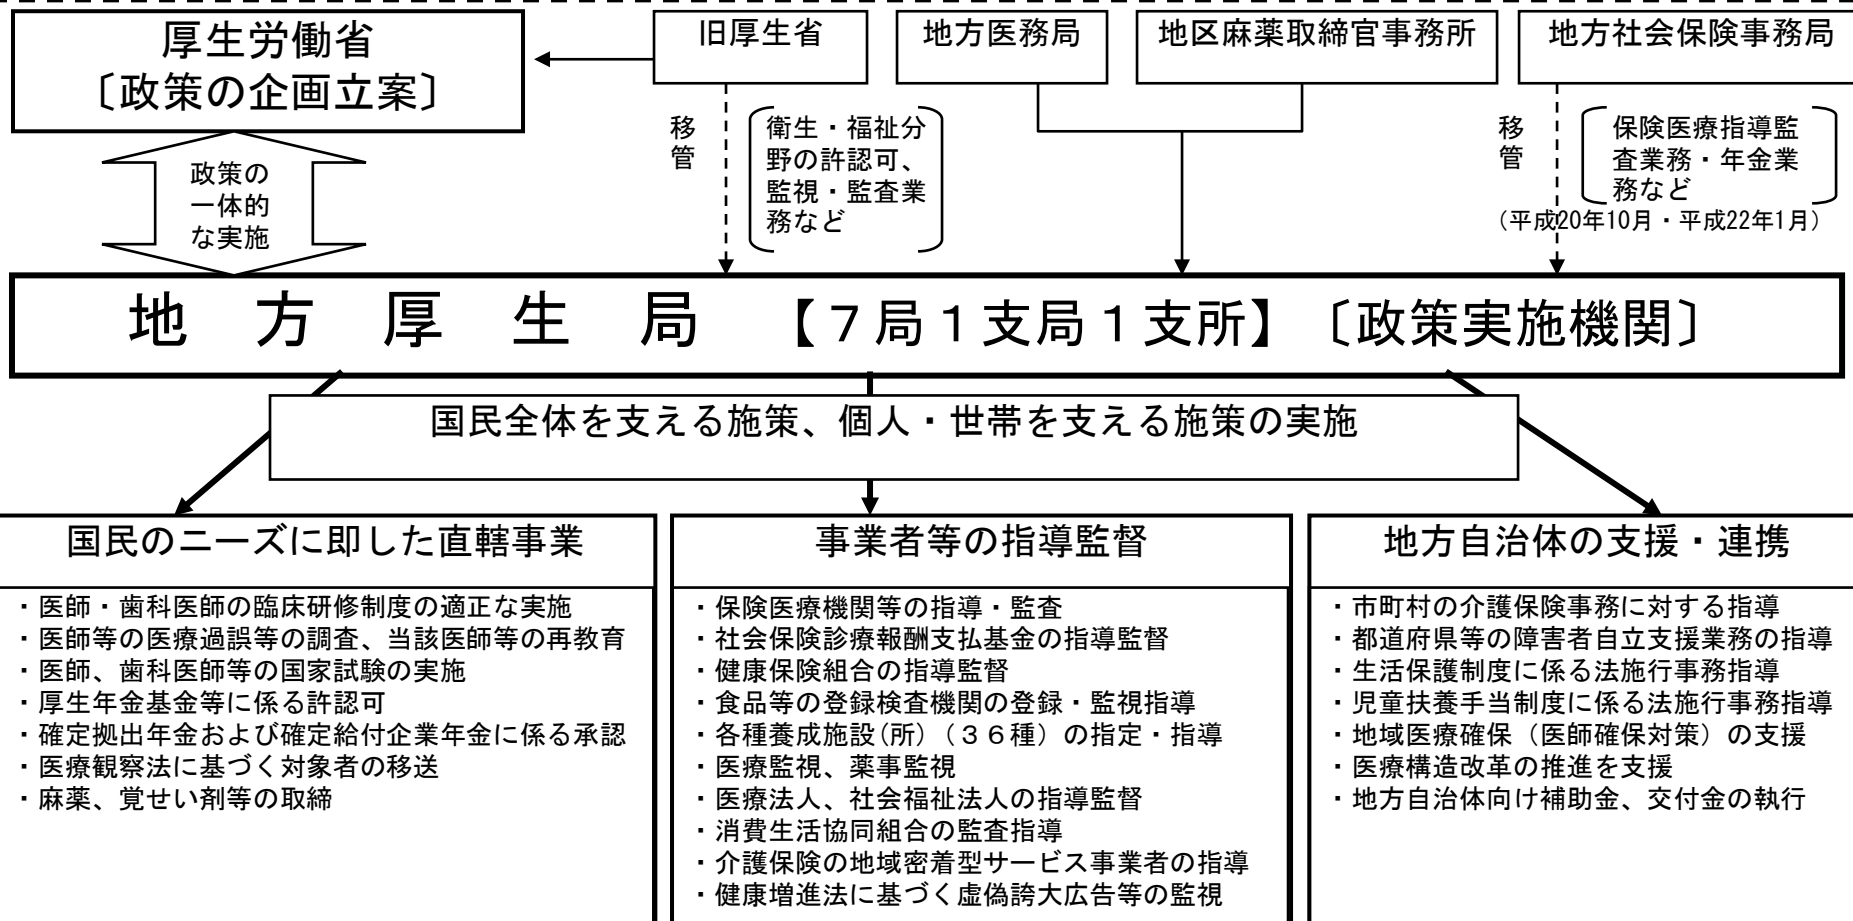 厚生労働省
〔政策の企画立案〕
旧厚生省
地方医務局
地区麻薬取締官事務所
地方社会保険事務局
移管
衛生・福祉分
野の許認可、
監視・監査業
務など
移管
保険医療指導監
査業務・年金業
務など
(平成20年10月・平成22年1月)
政策の
一体的
な実施
地方厚生局 【7局1支局1支所】〔政策実施機関〕
国民全体を支える施策、個人・世帯を支える施策の実施
国民のニーズに即した直轄事業
・医師・歯科医師の臨床研修制度の適正な実施
・医師等の医療過誤等の調査、当該医師等の再教育
・医師、歯科医師等の国家試験の実施
・厚生年金基金等に係る許認可
・確定拠出年金および確定給付企業年金に係る承認
・医療観察法に基づく対象者の移送
・麻薬、覚せい剤等の取締
事業者等の指導監督
・保険医療機関等の指導・監査
・社会保険診療報酬支払基金の指導監督
・健康保険組合の指導監督
・食品等の登録検査機関の登録・監視指導
・各種養成施設(所)(36種)の指定・指導
・医療監視、薬事監視
・医療法人、社会福祉法人の指導監督
・消費生活協同組合の監査指導
・介護保険の地域密着型サービス事業者の指導
・健康増進法に基づく虚偽誇大広告等の監視
地方自治体の支援・連携
・市町村の介護保険事務に対する指導
・都道府県等の障害者自立支援業務の指導
・生活保護制度に係る法施行事務指導
・児童扶養手当制度に係る法施行事務指導
・地域医療確保(医師確保対策)の支援
・医療構造改革の推進を支援
・地方自治体向け補助金、交付金の執行